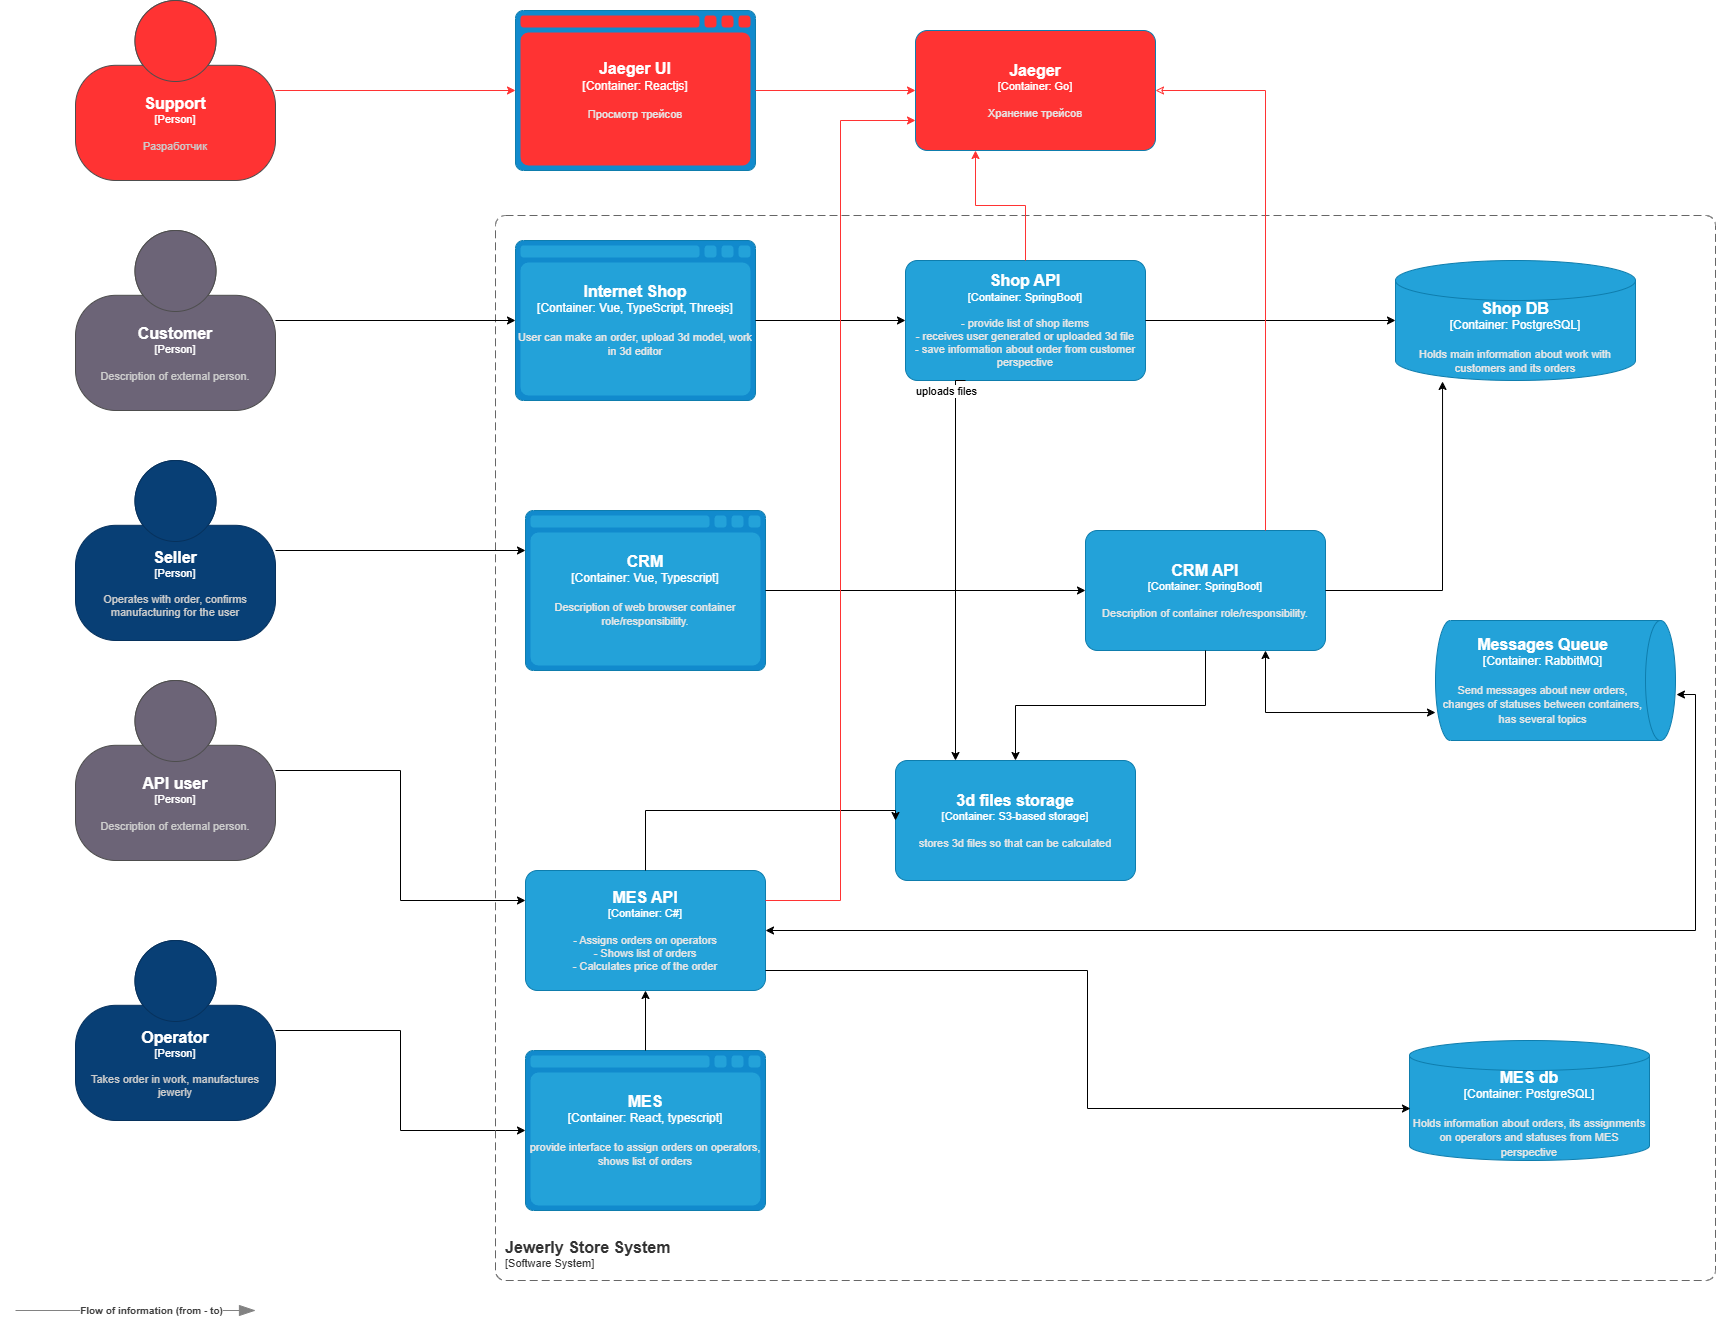 Support
[Person]
Разработчик
Jaeger UI
[Container: Reactjs]
Просмотр трейсов
Jaeger
[Container: Go]
Хранение трейсов
Customer
[Person]
Description of external person.
Internet Shop
[Container: Vue, TypeScript, Threejs]
User can make an order, upload 3d model, work
in 3d editor
Shop API
[Container: SpringBoot]
- provide list of shop items
- receives user generated or uploaded 3d file
- save information about order from customer
perspective
uploads files
Shop DB
[Container: PostgreSQL]
Holds main information about work with
customers and its orders
Seller
[Person]
Operates with order, confirms
manufacturing for the user
CRM
[Container: Vue, Typescript]
Description of web browser container
role/responsibility.
CRM API
[Container: SpringBoot]
Description of container role/responsibility.
Messages Queue
[Container: RabbitMQ]
Send messages about new orders,
changes of statuses between containers,
has several topics
API user
[Person]
Description of external person.
3d files storage
[Container: S3-based storage]
stores 3d files so that can be calculated
MES API
[Container: C#]
- Assigns orders on operators
- Shows list of orders
- Calculates price of the order
Operator
[Person]
Takes order in work, manufactures
jewerly
MES
[Container: React, typescript]
provide interface to assign orders on operators,
shows list of orders
MES db
[Container: PostgreSQL]
Holds information about orders, its assignments
on operators and statuses from MES
perspective
Jewerly Store System
[Software System]
Flow of information (from - to)